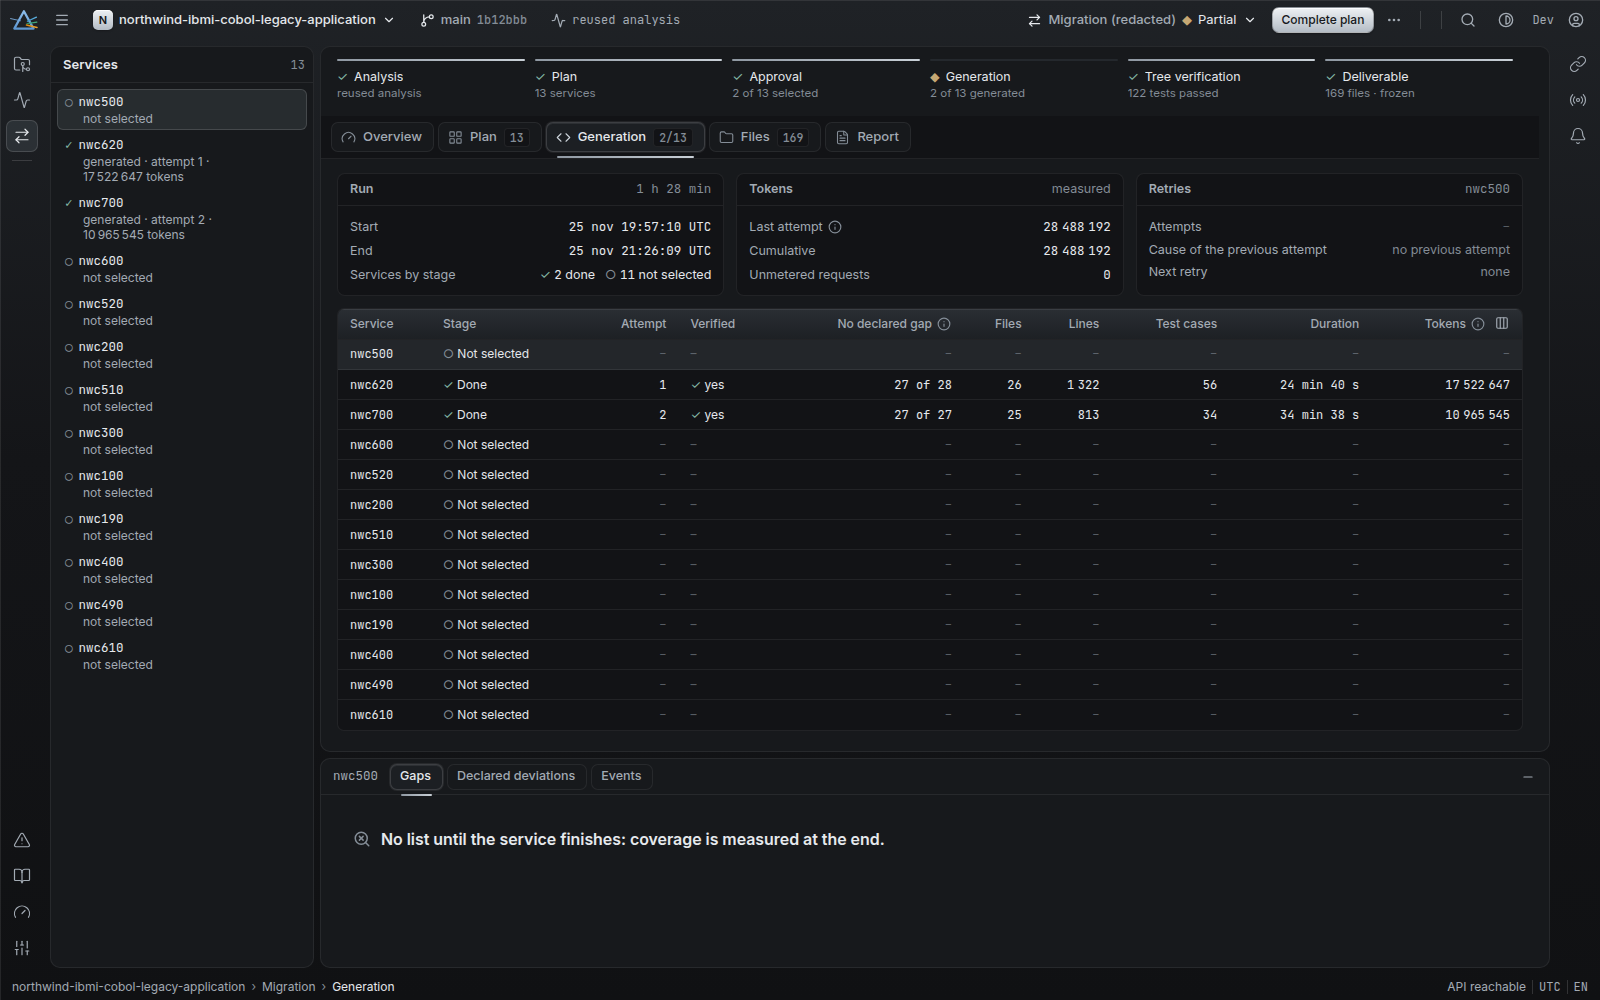 N northwind-ibmi-cobol-legacy-application main 1b12bbb reused analysis Migration (redacted) Partial Complete plan Dev
Services 13
nwc500
not selected
nwc620
generated · attempt 1 ·
17 522 647 tokens
nwc700
generated · attempt 2 ·
10 965 545 tokens
nwc600
not selected
nwc520
not selected
nwc200
not selected
nwc510
not selected
nwc300
not selected
nwc100
not selected
nwc190
not selected
nwc400
not selected
nwc490
not selected
nwc610
not selected
Analysis Plan Approval Generation Tree verification Deliverable
reused analysis 13 services 2 of 13 selected 2 of 13 generated 122 tests passed 169 files · frozen
Overview Plan 13 Generation 2/13 Files 169 Report
Run 1 h 28 min
Start 25 nov 19:57:10 UTC
End 25 nov 21:26:09 UTC
Services by stage 2 done 11 not selected
Tokens measured
Last attempt 28 488 192
Cumulative 28 488 192
Unmetered requests 0
Retries nwc500
Attempts –
Cause of the previous attempt no previous attempt
Next retry none
Service Stage Attempt Verified No declared gap Files Lines Test cases Duration Tokens
nwc500 Not selected – – – – – – – –
nwc620 Done 1 yes 27 of 28 26 1 322 56 24 min 40 s 17 522 647
nwc700 Done 2 yes 27 of 27 25 813 34 34 min 38 s 10 965 545
nwc600 Not selected – – – – – – – –
nwc520 Not selected – – – – – – – –
nwc200 Not selected – – – – – – – –
nwc510 Not selected – – – – – – – –
nwc300 Not selected – – – – – – – –
nwc100 Not selected – – – – – – – –
nwc190 Not selected – – – – – – – –
nwc400 Not selected – – – – – – – –
nwc490 Not selected – – – – – – – –
nwc610 Not selected – – – – – – – –
nwc500 Gaps Declared deviations Events
No list until the service finishes: coverage is measured at the end.
northwind-ibmi-cobol-legacy-application › Migration › Generation API reachable UTC EN